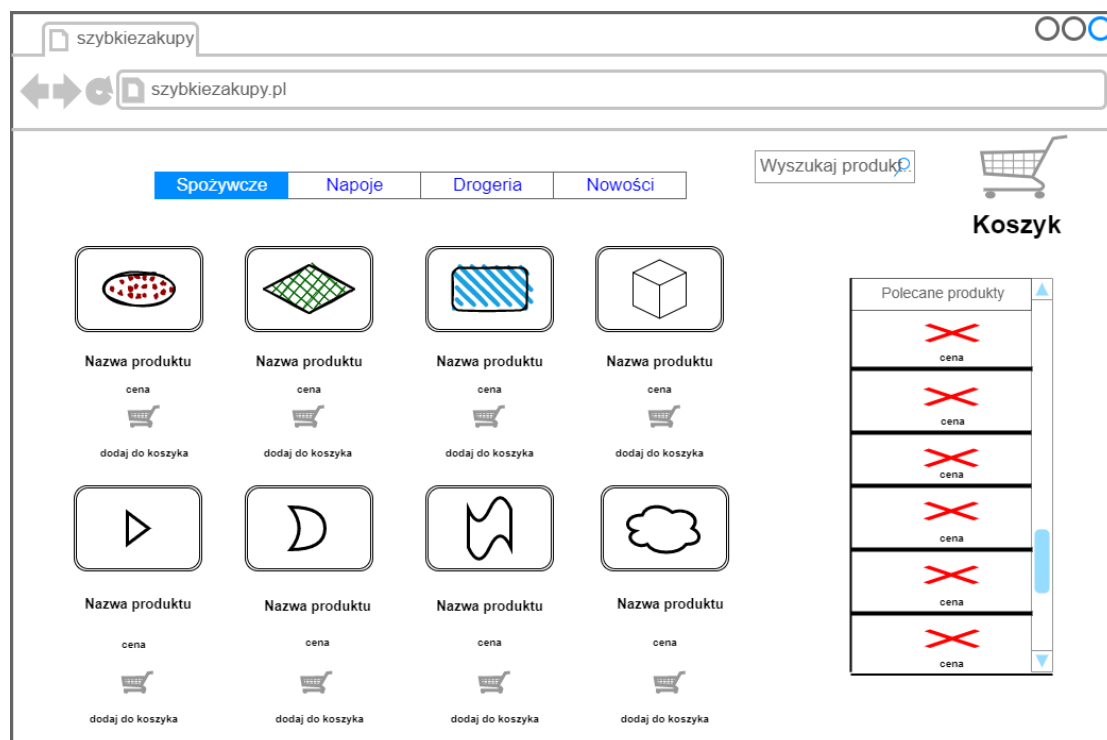 szybkiezakupy
szybkiezakupy.pl
Wyszukaj produkt..
Spożywcze Napoje Drogeria Nowości
Koszyk
Nazwa produktu Nazwa produktu Nazwa produktu Nazwa produktu
cena cena cena cena
dodaj do koszyka dodaj do koszyka dodaj do koszyka dodaj do koszyka
Nazwa produktu Nazwa produktu Nazwa produktu Nazwa produktu
cena cena cena cena
dodaj do koszyka dodaj do koszyka dodaj do koszyka dodaj do koszyka
Polecane produkty
cena
cena
cena
cena
cena
cena